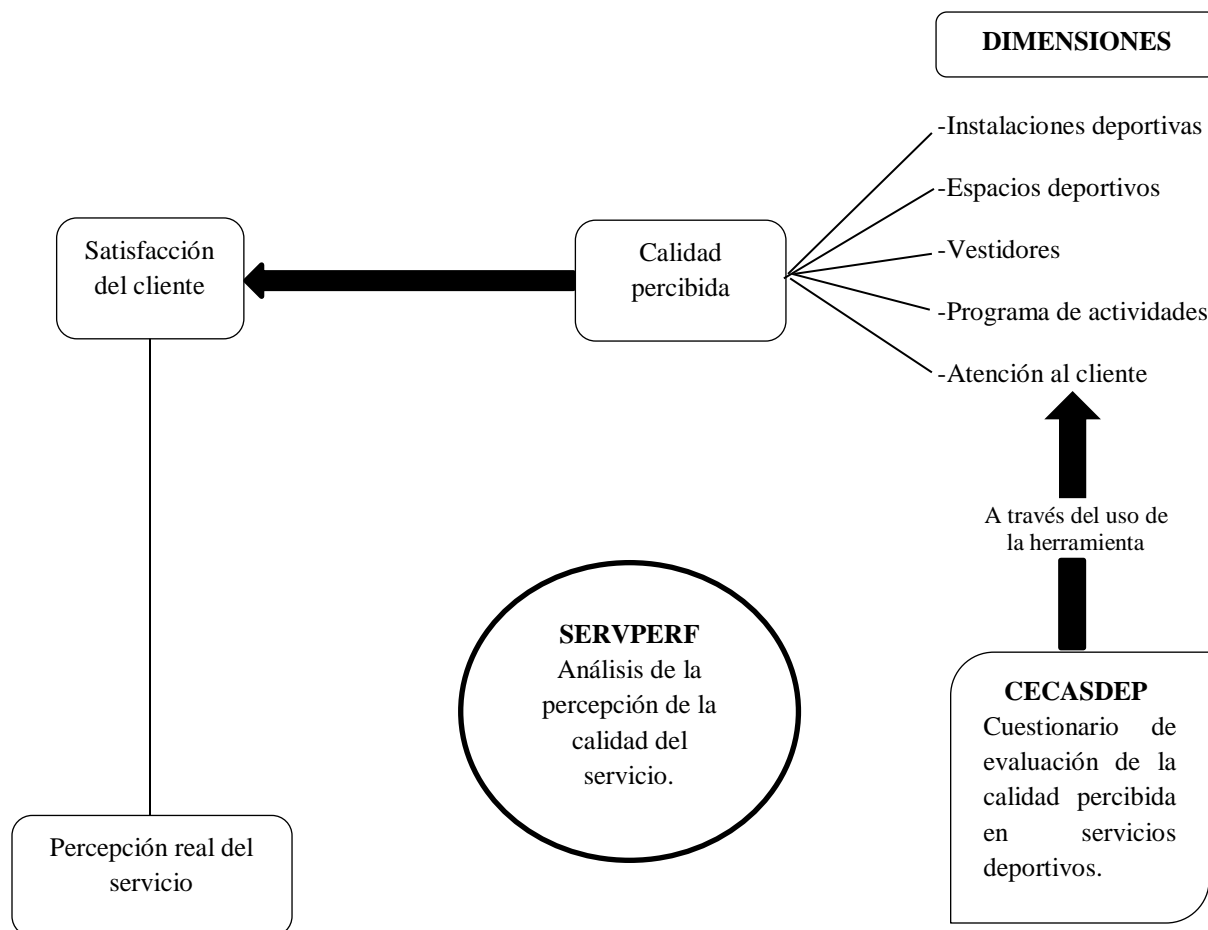 DIMENSIONES
-Instalaciones deportivas
-Espacios deportivos
-Vestidores
-Programa de actividades
-Atención al cliente
Satisfacción
del cliente
Calidad
percibida
A través del uso de
la herramienta
SERVPERF
Análisis de la
percepción de la
calidad del
servicio.
CECASDEP
Cuestionario de
evaluación de la
calidad percibida
en servicios
deportivos.
Percepción real del
servicio